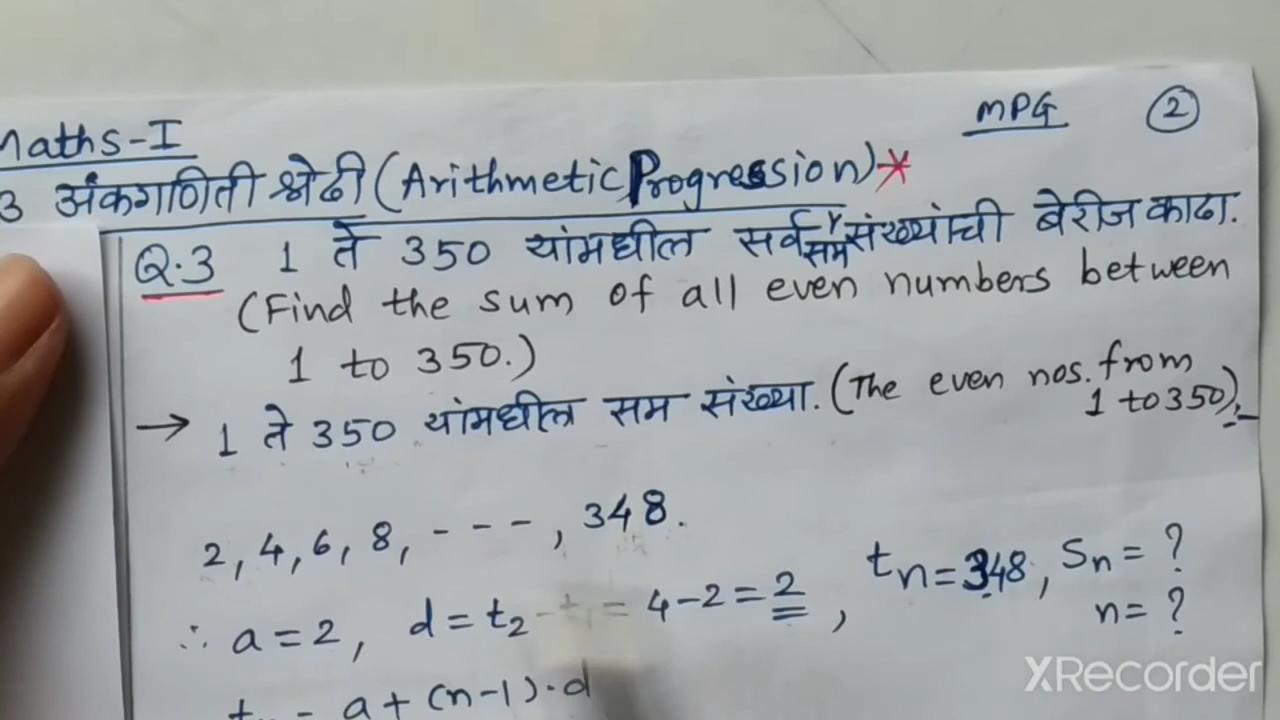 Maths-I
MPG ②
3 अंकगणिती श्रेढी (Arithmetic Progression)*
Q.3 1 ते 350 यांमधील सर्व सम संख्यांची बेरीज काढा.
(Find the sum of all even numbers between
1 to 350.)
→ 1 ते 350 यांमधील सम संख्या. (The even nos. from
1 to 350).
2, 4, 6, 8, - - - , 348.
∴ a = 2, d = t₂ - t₁ = 4 - 2 = 2, tn = 348, Sn = ?
n = ?
= a + (n-1)·d
XRecorder